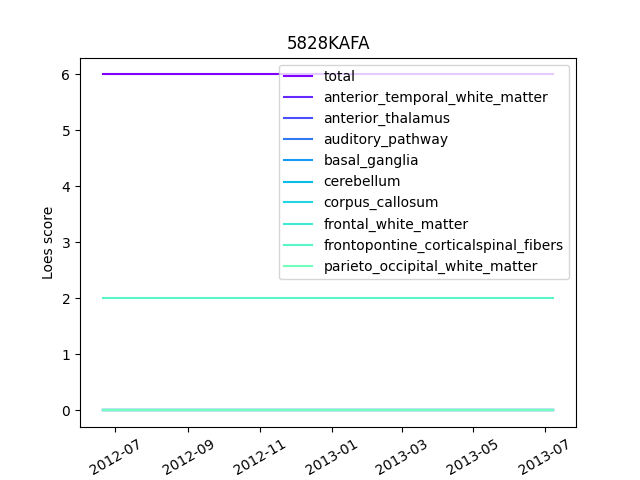 5828KAFA
Loes score
6
5
4
3
2
1
0
total
anterior_temporal_white_matter
anterior_thalamus
auditory_pathway
basal_ganglia
cerebellum
corpus_callosum
frontal_white_matter
frontopontine_corticalspinal_fibers
parieto_occipital_white_matter
2012-07
2012-09
2012-11
2013-01
2013-03
2013-05
2013-07